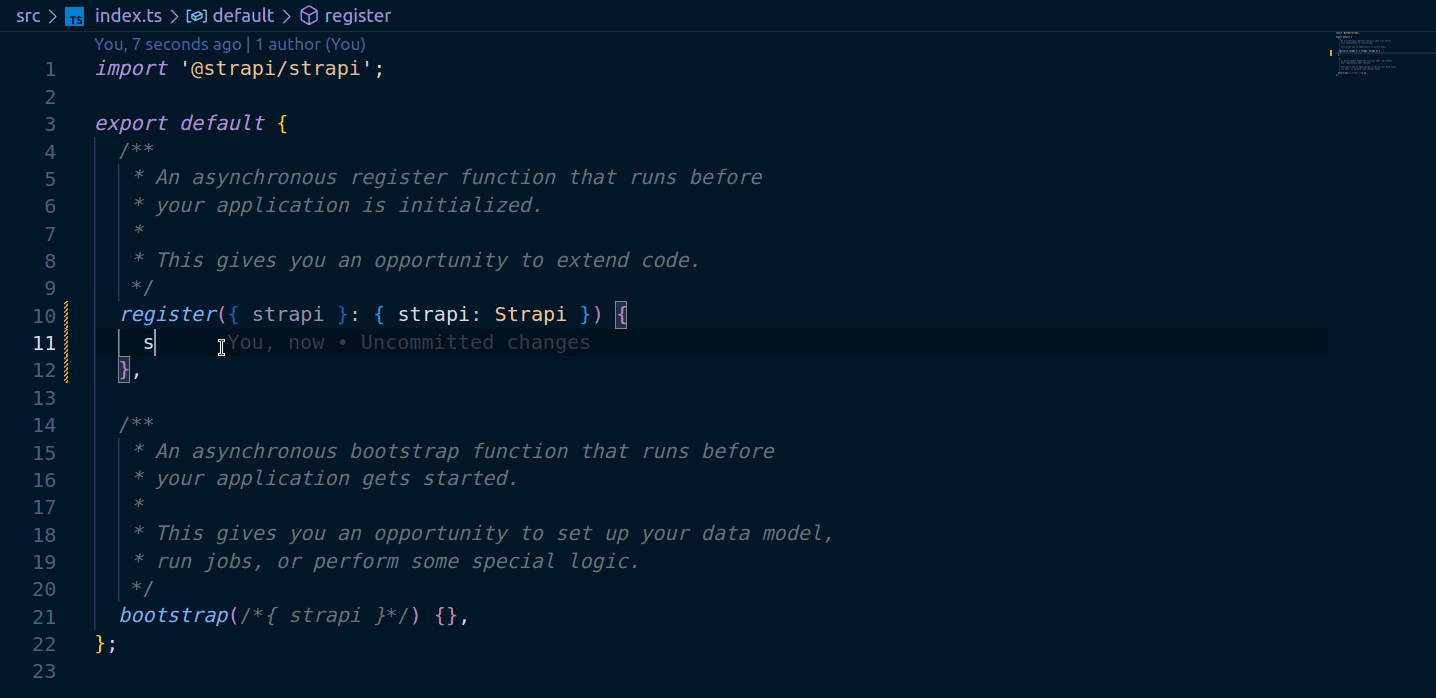 src > TS index.ts > default > register
You, 7 seconds ago | 1 author (You)
1 import '@strapi/strapi';
2
3 export default {
4 /**
5 * An asynchronous register function that runs before
6 * your application is initialized.
7 *
8 * This gives you an opportunity to extend code.
9 */
10 register({ strapi }: { strapi: Strapi }) {
11 s You, now • Uncommitted changes
12 },
13
14 /**
15 * An asynchronous bootstrap function that runs before
16 * your application gets started.
17 *
18 * This gives you an opportunity to set up your data model,
19 * run jobs, or perform some special logic.
20 */
21 bootstrap(/*{ strapi }*/) {},
22 };
23